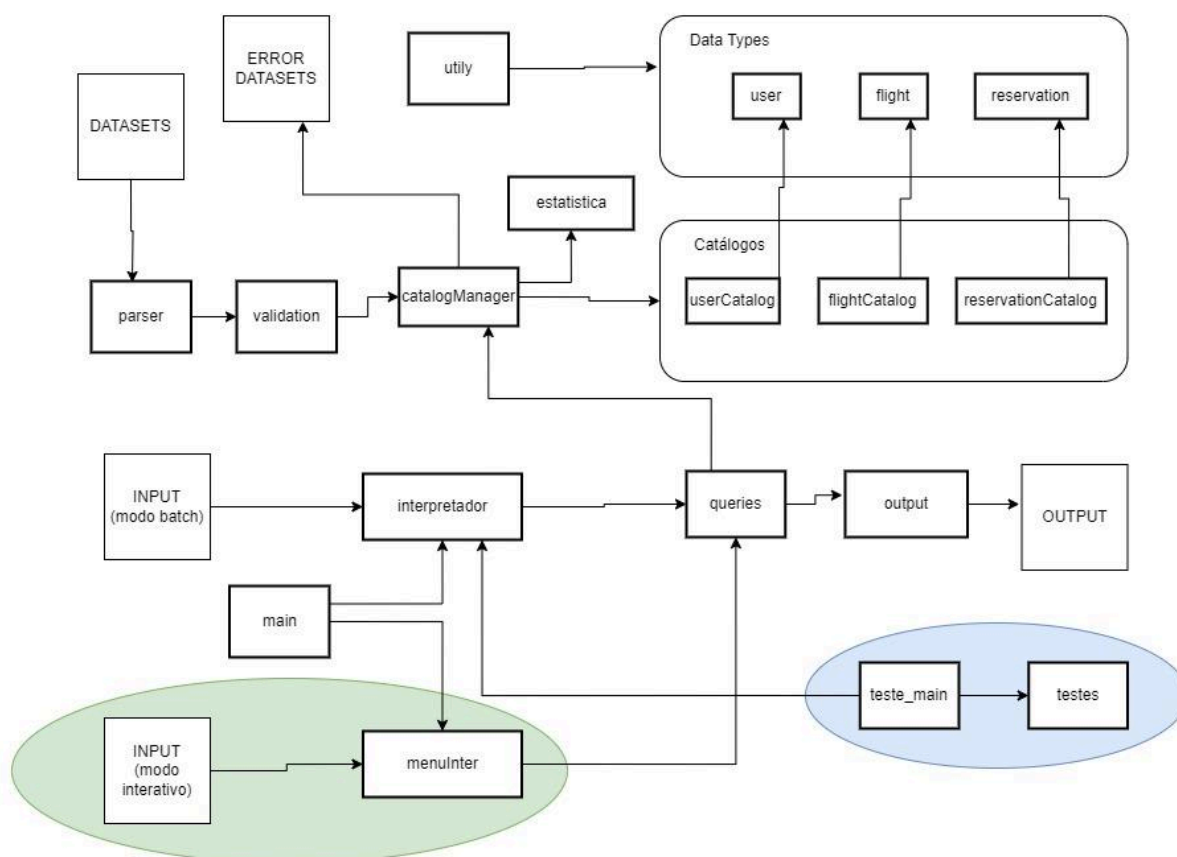 Data Types
ERROR
DATASETS
utily
user
flight
reservation
DATASETS
estatistica
Catálogos
parser
validation
catalogManager
userCatalog
flightCatalog
reservationCatalog
INPUT
(modo batch)
interpretador
queries
output
OUTPUT
main
teste_main
testes
INPUT
(modo
interativo)
menuInter